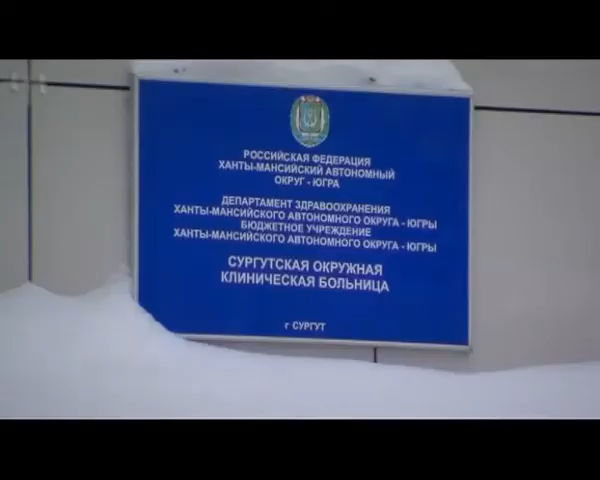 РОССИЙСКАЯ ФЕДЕРАЦИЯ
ХАНТЫ-МАНСИЙСКИЙ АВТОНОМНЫЙ
ОКРУГ - ЮГРА
ДЕПАРТАМЕНТ ЗДРАВООХРАНЕНИЯ
ХАНТЫ-МАНСИЙСКОГО АВТОНОМНОГО ОКРУГА - ЮГРЫ
БЮДЖЕТНОЕ УЧРЕЖДЕНИЕ
ХАНТЫ-МАНСИЙСКОГО АВТОНОМНОГО ОКРУГА - ЮГРЫ
СУРГУТСКАЯ ОКРУЖНАЯ
КЛИНИЧЕСКАЯ БОЛЬНИЦА
г СУРГУТ